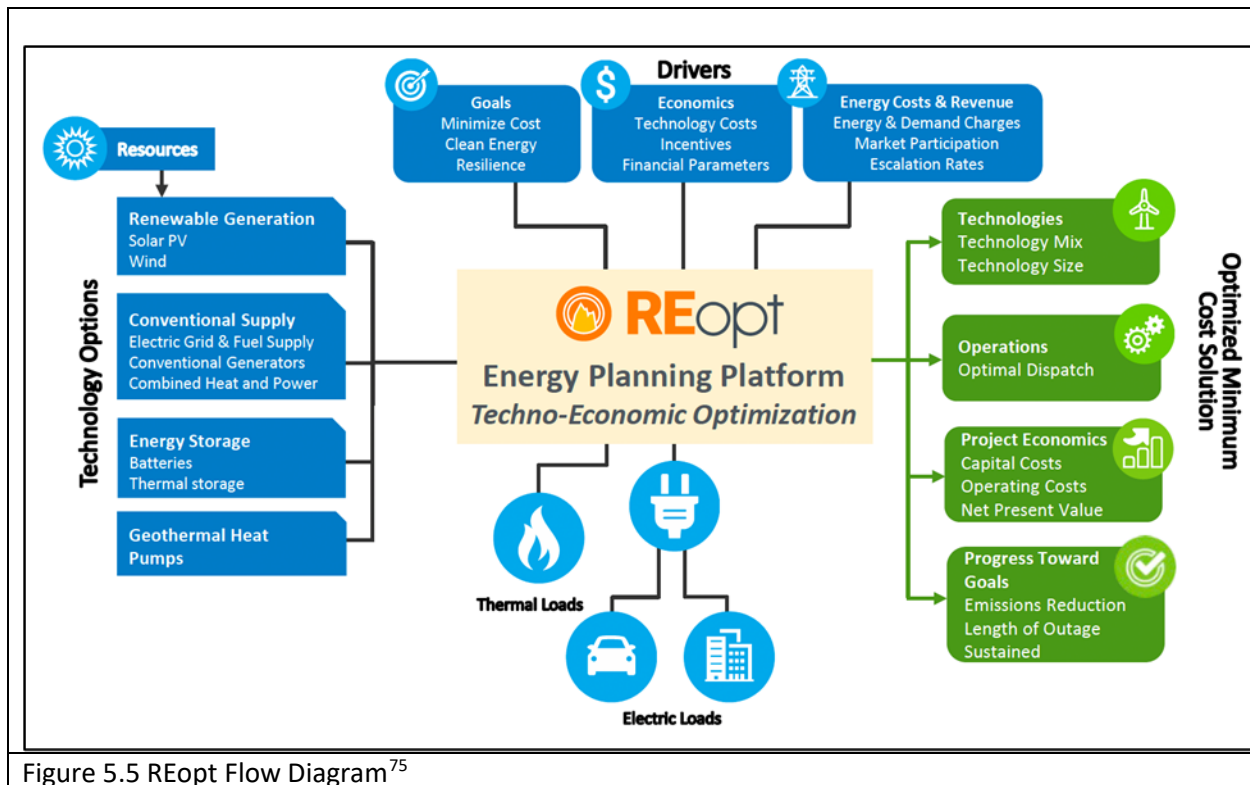 Drivers
Goals
Minimize Cost
Clean Energy
Resilience
$
Economics
Technology Costs
Incentives
Financial Parameters
Energy Costs & Revenue
Energy & Demand Charges
Market Participation
Escalation Rates
Technology Options
Resources
Renewable Generation
Solar PV
Wind
Conventional Supply
Electric Grid & Fuel Supply
Conventional Generators
Combined Heat and Power
Energy Storage
Batteries
Thermal storage
Geothermal Heat
Pumps
REopt
Energy Planning Platform
Techno-Economic Optimization
Thermal Loads
Electric Loads
Technologies
Technology Mix
Technology Size
Operations
Optimal Dispatch
Project Economics
Capital Costs
Operating Costs
Net Present Value
Progress Toward
Goals
Emissions Reduction
Length of Outage
Sustained
Optimized Minimum
Cost Solution
Figure 5.5 REopt Flow Diagram75